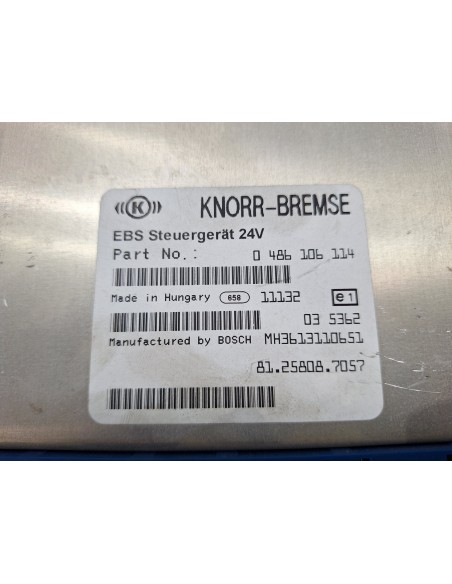 ((K)) KNORR-BREMSE
EBS Steuergerät 24V
Part No.: 0 486 106 114
Made in Hungary 658 11132 e1
03 5362
Manufactured by BOSCH MH3613110651
81.25808.7057